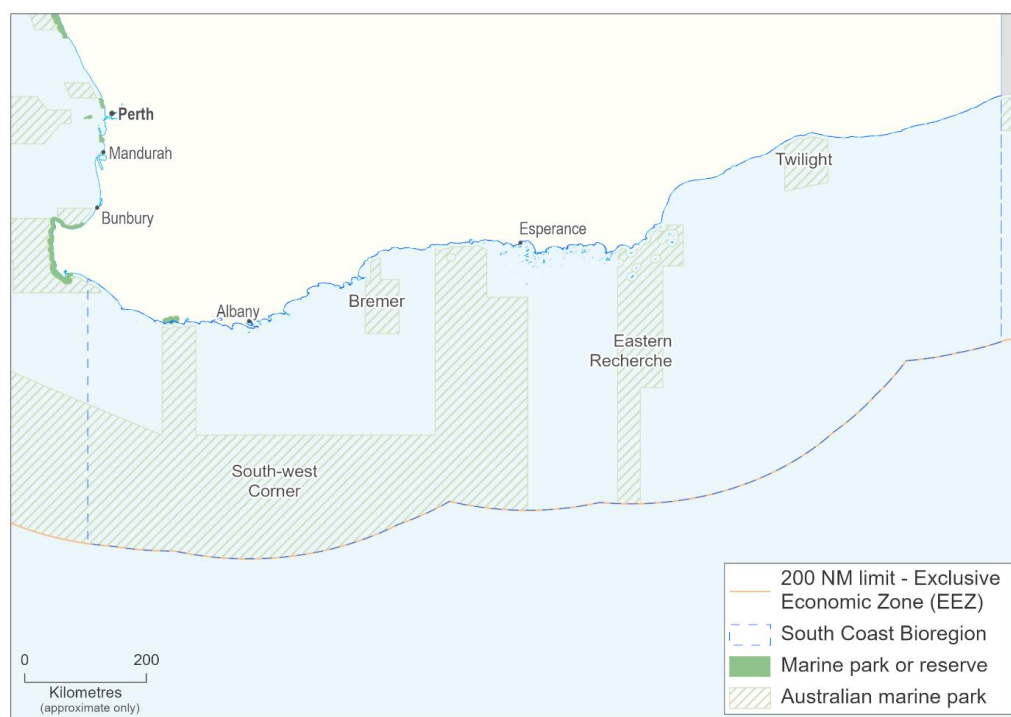 Perth
Mandurah
Bunbury
Albany
Bremer
Esperance
Twilight
Eastern
Recherche
South-west
Corner
0 200
Kilometres
(approximate only)
200 NM limit - Exclusive
Economic Zone (EEZ)
South Coast Bioregion
Marine park or reserve
Australian marine park